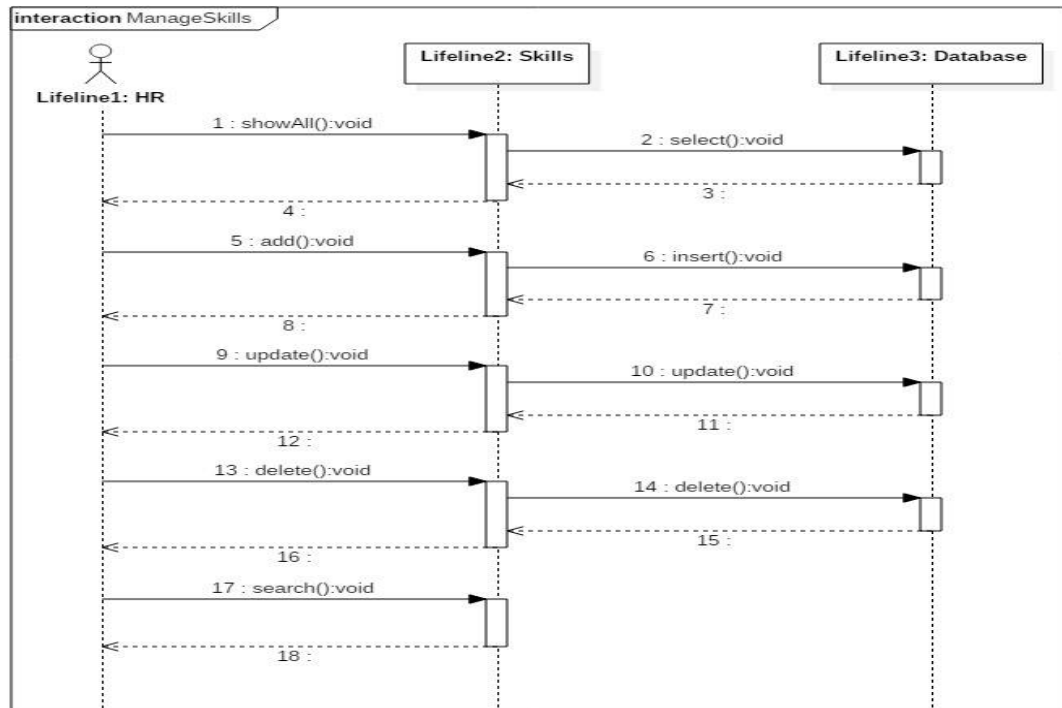 interaction ManageSkills
Lifeline1: HR
Lifeline2: Skills
Lifeline3: Database
1 : showAll():void
2 : select():void
3 :
4 :
5 : add():void
6 : insert():void
7 :
8 :
9 : update():void
10 : update():void
11 :
12 :
13 : delete():void
14 : delete():void
15 :
16 :
17 : search():void
18 :